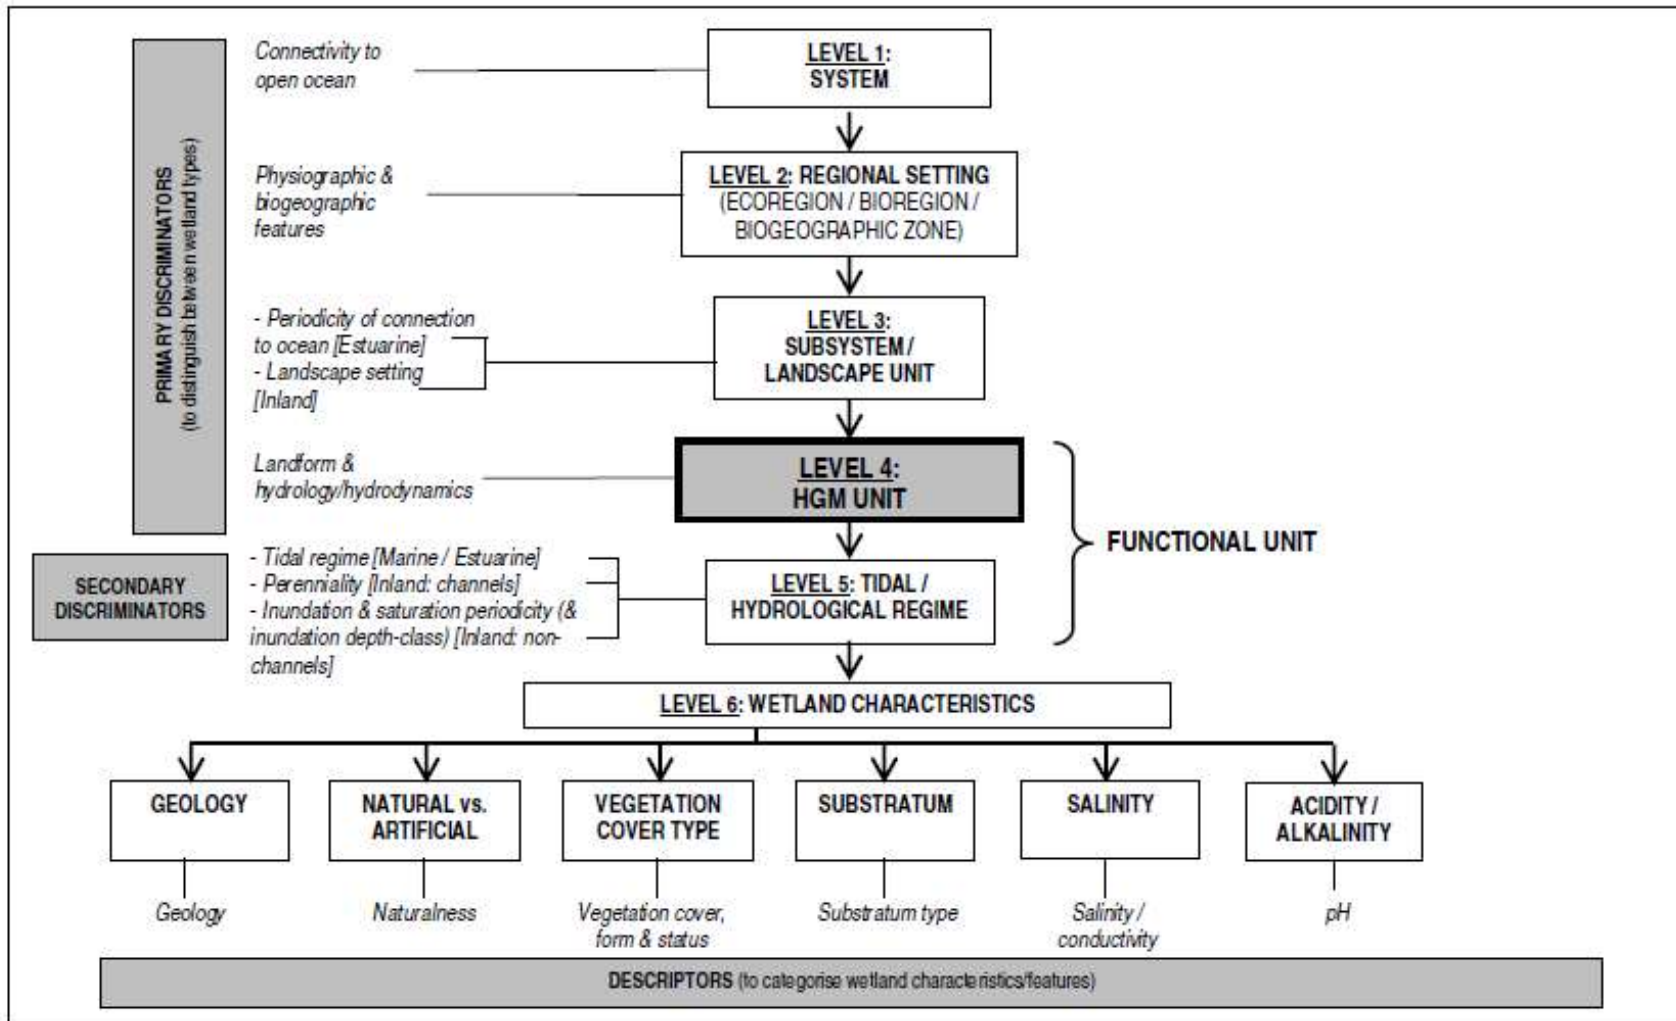 Connectivity to
open ocean
LEVEL 1:
SYSTEM
PRIMARY DISCRIMINATORS
(to distinguish between wetland types)
Physiographic &
biogeographic
features
LEVEL 2: REGIONAL SETTING
(ECOREGION / BIOREGION /
BIOGEOGRAPHIC ZONE)
- Periodicity of connection
to ocean [Estuarine]
- Landscape setting
[Inland]
LEVEL 3:
SUBSYSTEM /
LANDSCAPE UNIT
Landform &
hydrology/hydrodynamics
LEVEL 4:
HGM UNIT
FUNCTIONAL UNIT
SECONDARY
DISCRIMINATORS
- Tidal regime [Marine / Estuarine]
- Perenniality [Inland: channels]
- Inundation & saturation periodicity (&
inundation depth-class) [Inland: non-
channels]
LEVEL 5: TIDAL /
HYDROLOGICAL REGIME
LEVEL 6: WETLAND CHARACTERISTICS
GEOLOGY
NATURAL vs.
ARTIFICIAL
VEGETATION
COVER TYPE
SUBSTRATUM
SALINITY
ACIDITY /
ALKALINITY
Geology
Naturalness
Vegetation cover,
form & status
Substratum type
Salinity /
conductivity
pH
DESCRIPTORS (to categorise wetland characteristics/features)